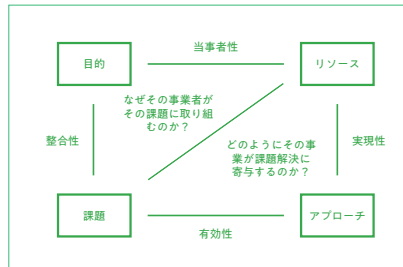 当事者性
目的
リソース
なぜその事業者が
その課題に取り組
むのか？
整合性
どのようにその事
業が課題解決に
寄与するのか？
実現性
課題
アプローチ
有効性